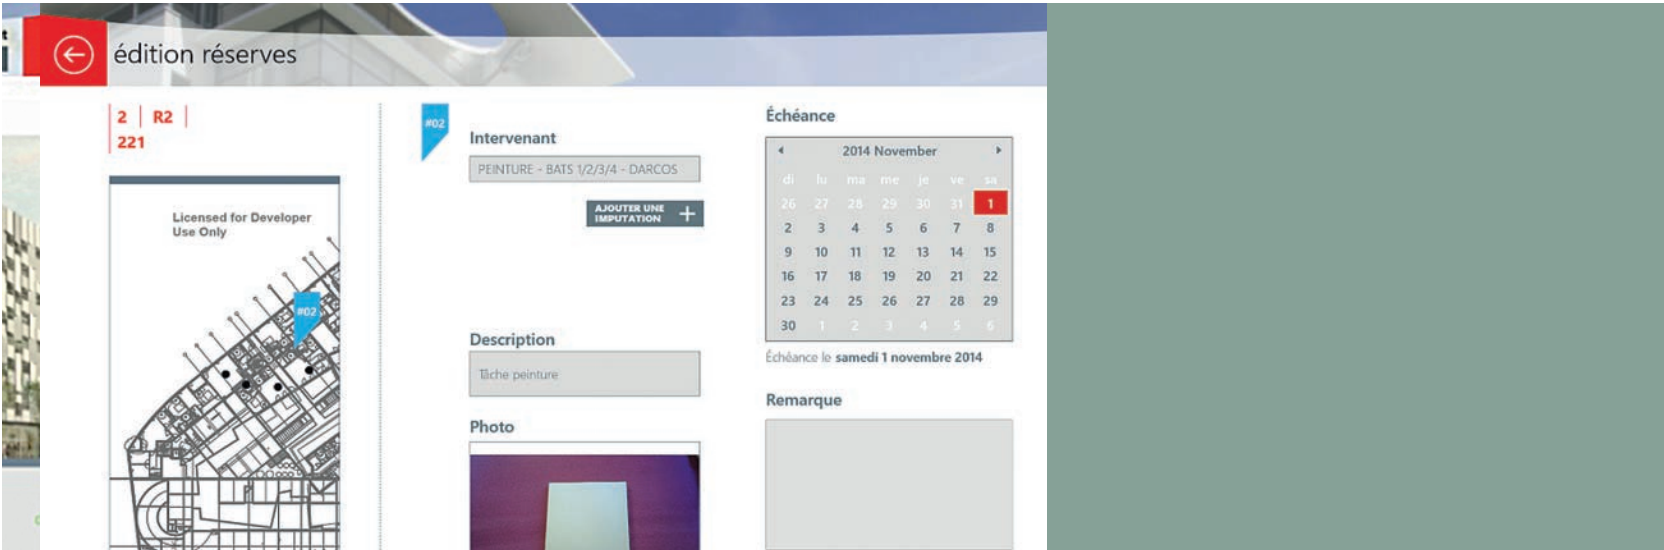 édition réserves
2 | R2 |
221
Licensed for Developer
Use Only
#02
#02
Intervenant
PEINTURE - BATS 1/2/3/4 - DARCOS
AJOUTER UNE
IMPUTATION +
Description
Tâche peinture
Photo
Échéance
2014 November
di lu ma me je ve sa
26 27 28 29 30 31 1
2 3 4 5 6 7 8
9 10 11 12 13 14 15
16 17 18 19 20 21 22
23 24 25 26 27 28 29
30 1 2 3 4 5 6
Échéance le samedi 1 novembre 2014
Remarque